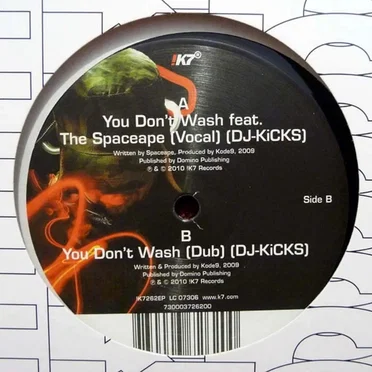 !K7®
A
You Don't Wash feat.
The Spaceape (Vocal) (DJ-KiCKS)
Written by Spaceape, Produced by Kode9, 2009
Published by Domino Publishing
℗ & © 2010 !K7 Records
Side B
B
You Don't Wash (Dub) (DJ-KiCKS)
Written & Produced by Kode9, 2009
Published by Domino Publishing
℗ & © 2010 !K7 Records
!K7262EP LC 07306 www.k7.com
730003726200